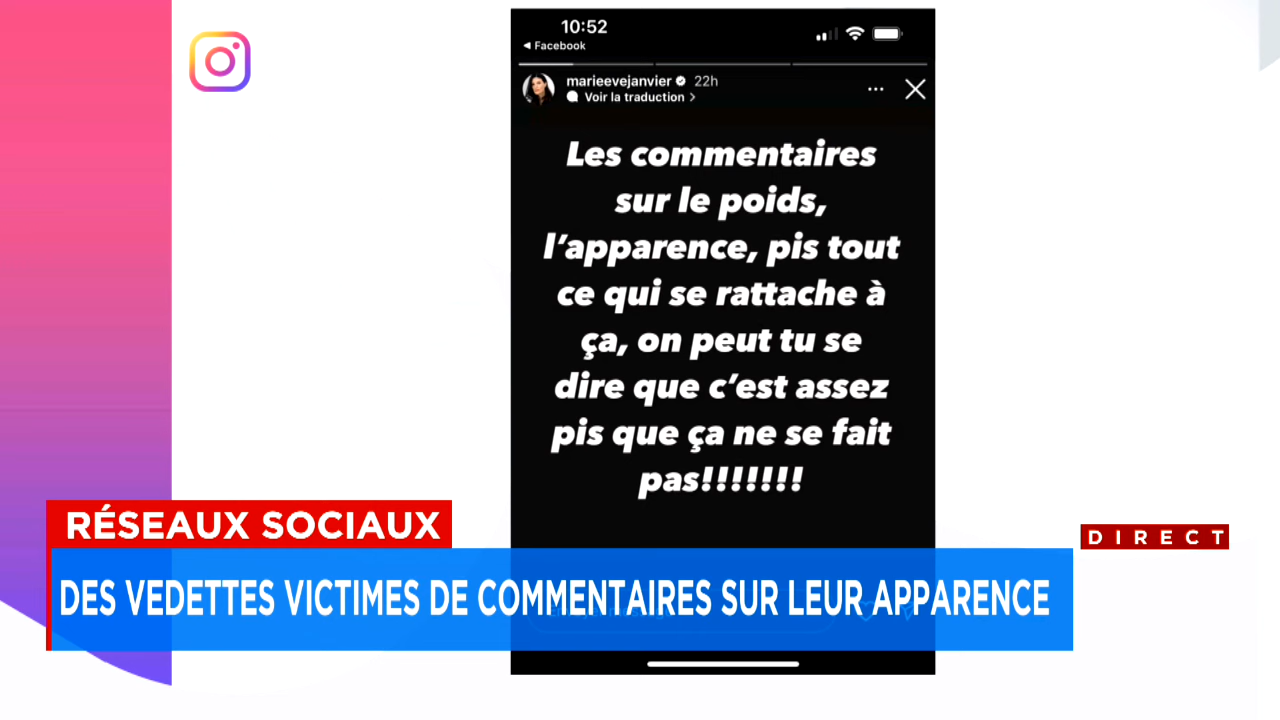 10:52
◄ Facebook
marieevejanvier 22h
Voir la traduction >
Les commentaires
sur le poids,
l'apparence, pis tout
ce qui se rattache à
ça, on peut tu se
dire que c'est assez
pis que ça ne se fait
pas!!!!!!!
RÉSEAUX SOCIAUX
DIRECT
DES VEDETTES VICTIMES DE COMMENTAIRES SUR LEUR APPARENCE